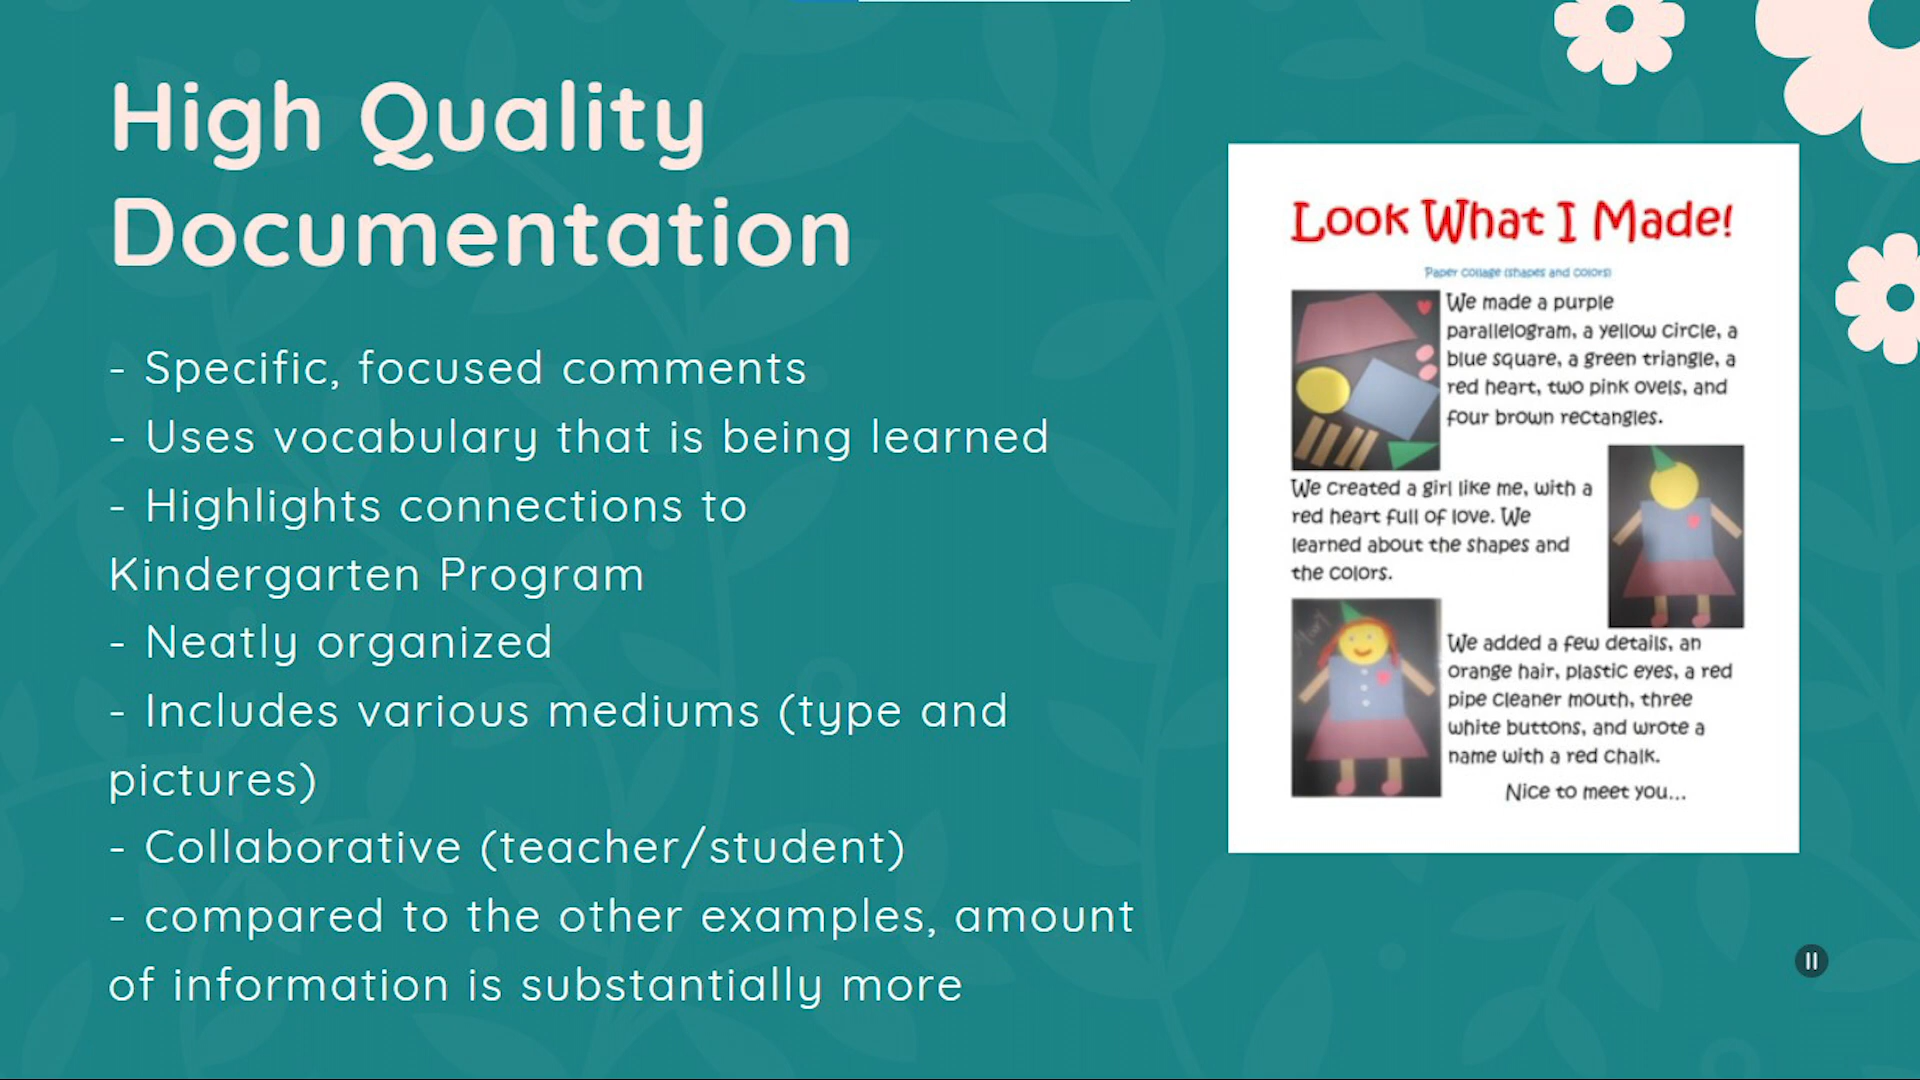 High Quality
Documentation
- Specific, focused comments
- Uses vocabulary that is being learned
- Highlights connections to
Kindergarten Program
- Neatly organized
- Includes various mediums (type and
pictures)
- Collaborative (teacher/student)
- compared to the other examples, amount
of information is substantially more
Look What I Made!
Paper collage (shapes and colors)
We made a purple
parallelogram, a yellow circle, a
blue square, a green triangle, a
red heart, two pink ovels, and
four brown rectangles.
We created a girl like me, with a
red heart full of love. We
learned about the shapes and
the colors.
We added a few details, an
orange hair, plastic eyes, a red
pipe cleaner mouth, three
white buttons, and wrote a
name with a red chalk.
Nice to meet you...